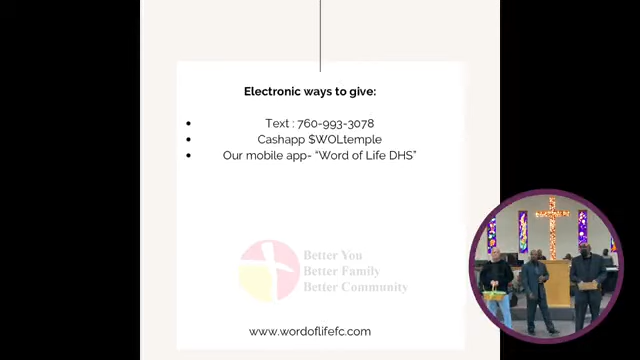 Electronic ways to give:
• Text : 760-993-3078
• Cashapp $WOLtemple
• Our mobile app- “Word of Life DHS”
Better You
Better Family
Better Community
www.wordoflifefc.com